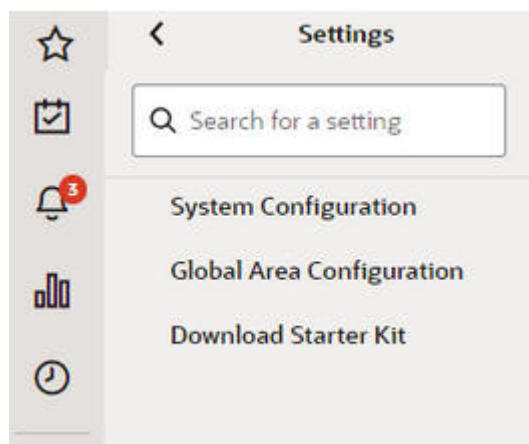 Settings
Search for a setting
3
System Configuration
Global Area Configuration
Download Starter Kit